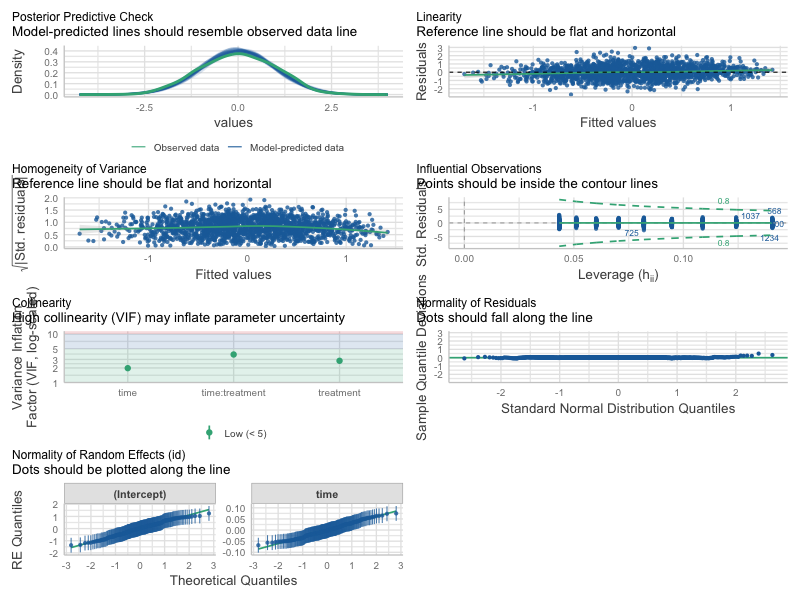 Posterior Predictive Check
Model-predicted lines should resemble observed data line
Density
0.4
0.3
0.2
0.1
0.0
-2.5
0.0
2.5
values
Observed data
Model-predicted data
Linearity
Reference line should be flat and horizontal
Residuals
3
2
1
0
-1
-2
-1
0
1
Fitted values
Homogeneity of Variance
Reference line should be flat and horizontal
√|Std. residuals|
2.0
1.5
1.0
0.5
0.0
-1
0
1
Fitted values
Influential Observations
Points should be inside the contour lines
Std. Residuals
5
0
-5
0.8
0.8
725
1037
568
1234
0.00
0.05
0.10
Leverage (hii)
Collinearity
High collinearity (VIF) may inflate parameter uncertainty
Variance Inflation
Factor (VIF, log-scaled)
10
5
3
2
1
time
time:treatment
treatment
Low (< 5)
Normality of Residuals
Dots should fall along the line
Sample Quantile Deviations
3
2
1
0
-1
-2
-2
-1
0
1
2
Standard Normal Distribution Quantiles
Normality of Random Effects (id)
Dots should be plotted along the line
RE Quantiles
(Intercept)
2
1
0
-1
-2
-3
-2
-1
0
1
2
3
time
0.10
0.05
0.00
-0.05
-0.10
-3
-2
-1
0
1
2
3
Theoretical Quantiles